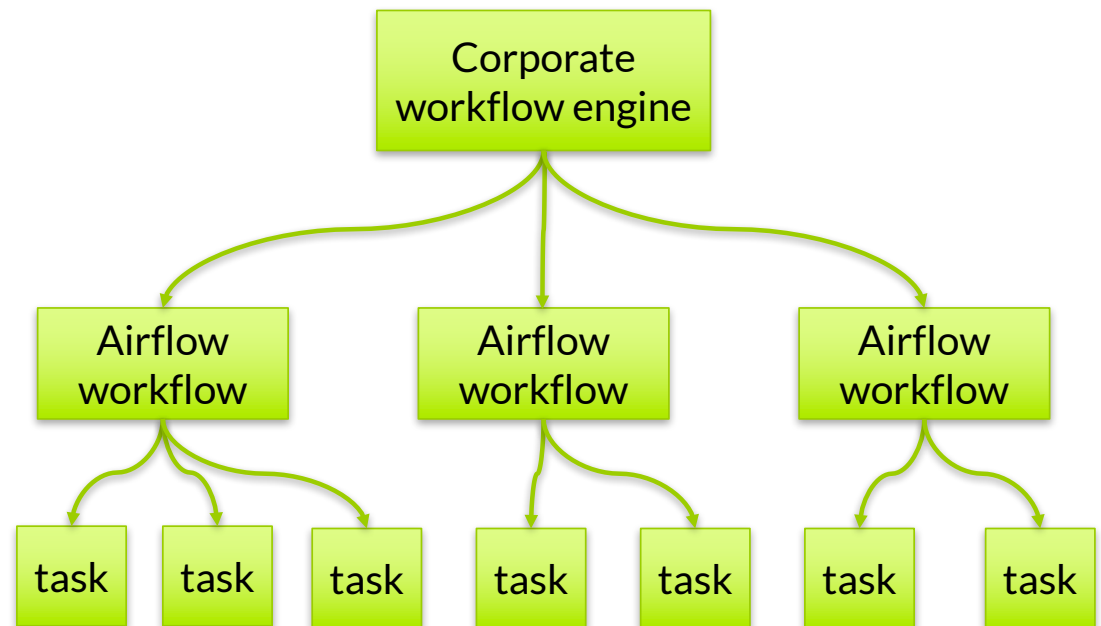 Corporate
workflow engine
Airflow
workflow
Airflow
workflow
Airflow
workflow
task
task
task
task
task
task
task